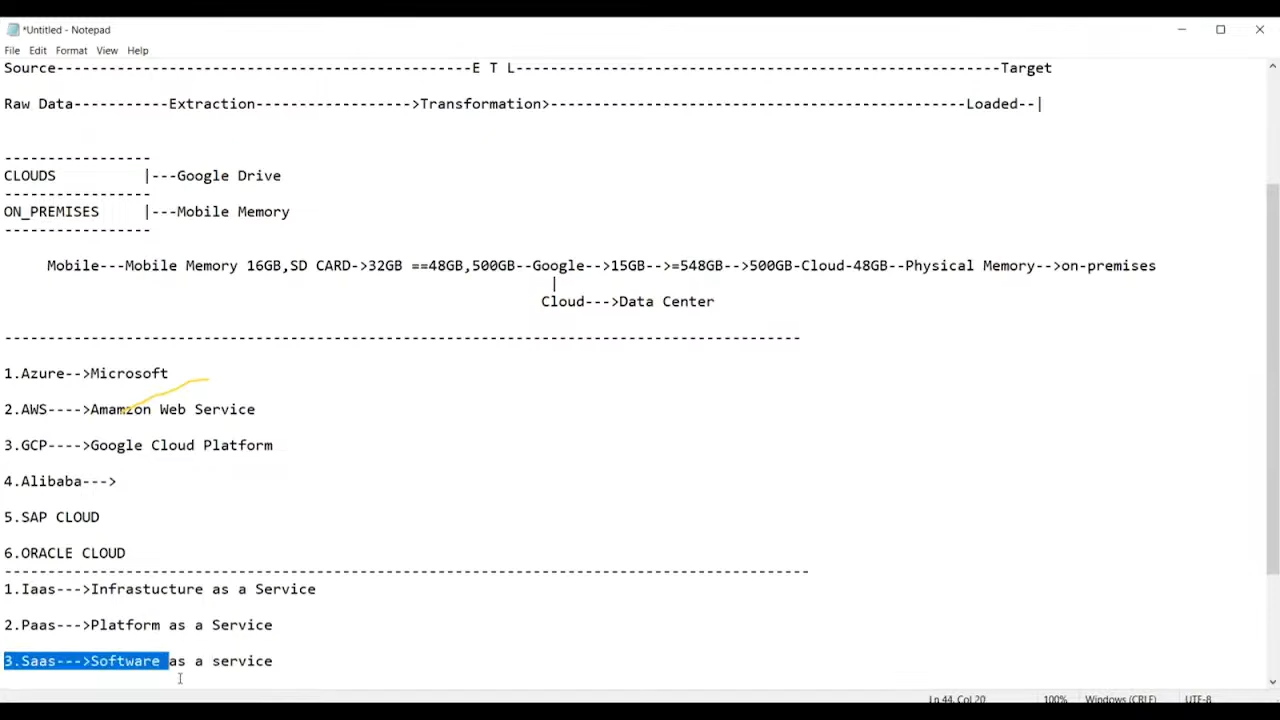 *Untitled - Notepad
File Edit Format View Help
Source------------------------------------------------E T L--------------------------------------------------------Target
Raw Data-----------Extraction------------------>Transformation>------------------------------------------------Loaded--|
-----------------
CLOUDS |---Google Drive
-----------------
ON_PREMISES |---Mobile Memory
-----------------
Mobile---Mobile Memory 16GB,SD CARD->32GB ==48GB,500GB--Google-->15GB-->=548GB-->500GB-Cloud-48GB--Physical Memory-->on-premises
|
Cloud--->Data Center
--------------------------------------------------------------------------------------------
1.Azure-->Microsoft
2.AWS---->Amamzon Web Service
3.GCP---->Google Cloud Platform
4.Alibaba--->
5.SAP CLOUD
6.ORACLE CLOUD
---------------------------------------------------------------------------------------------
1.Iaas--->Infrastucture as a Service
2.Paas--->Platform as a Service
3.Saas--->Software as a service
Ln 44, Col 20 100% Windows (CRLF) UTF-8